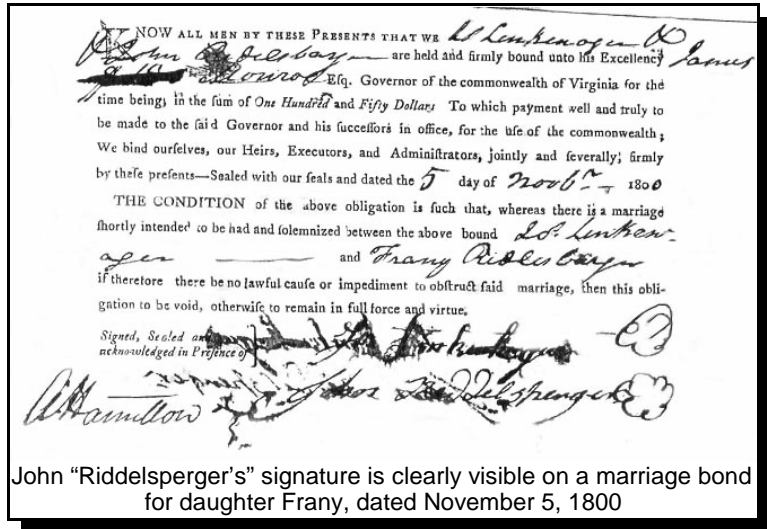 KNOW ALL MEN BY THESE PRESENTS THAT WE Js Linkenoger &
John Ridelsbarger are held and firmly bound unto his Excellency James
Monroe Esq. Governor of the commonwealth of Virginia for the
time being, in the ſum of One Hundred and Fifty Dollars To which payment well and truly to
be made to the ſaid Governor and his ſucceſſors in office, for the uſe of the commonwealth ;
We bind ourſelves, our Heirs, Executors, and Adminiſtrators, jointly and ſeverally, firmly
by theſe preſents—Sealed with our ſeals and dated the 5 day of Novbr 1800
THE CONDITION of the above obligation is ſuch that, whereas there is a marriage
ſhortly intended to be had and ſolemnized between the above bound Js. Linken-
oger and Frany Ridlesbarger
if therefore there be no lawful cauſe or impediment to obſtruct ſaid marriage, then this obli-
gation to be void, otherwiſe to remain in full force and virtue.
Signed, Sealed and
acknowledged in Preſence of
A Hamilton
John “Riddelsperger’s” signature is clearly visible on a marriage bond
for daughter Frany, dated November 5, 1800